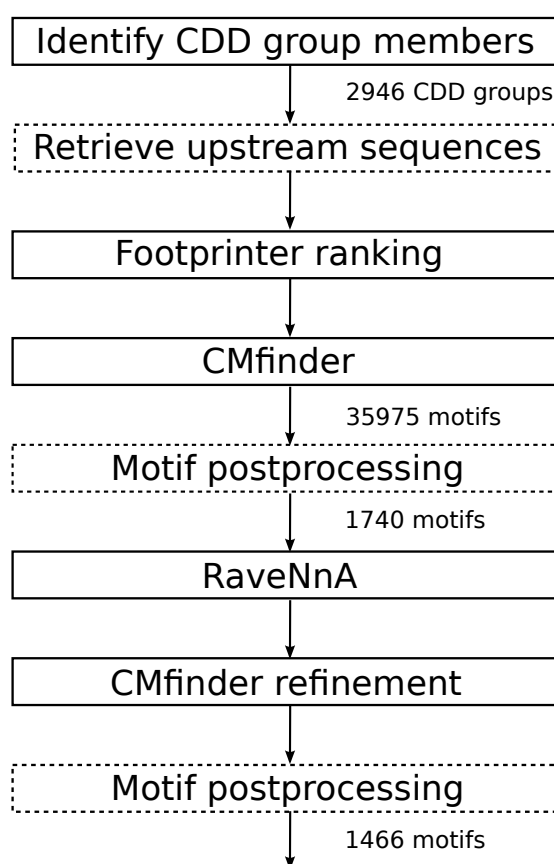 Identify CDD group members
2946 CDD groups
Retrieve upstream sequences
Footprinter ranking
CMfinder
35975 motifs
Motif postprocessing
1740 motifs
RaveNnA
CMfinder refinement
Motif postprocessing
1466 motifs